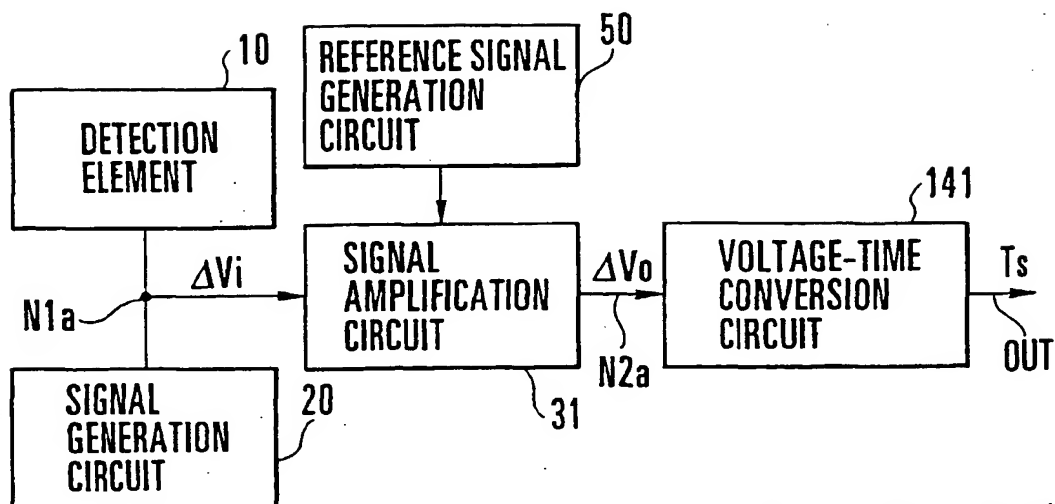 10
DETECTION
ELEMENT
REFERENCE SIGNAL
GENERATION
CIRCUIT
50
N1a
ΔVi
SIGNAL
AMPLIFICATION
CIRCUIT
31
ΔVo
N2a
141
VOLTAGE-TIME
CONVERSION
CIRCUIT
Ts
OUT
SIGNAL
GENERATION
CIRCUIT
20